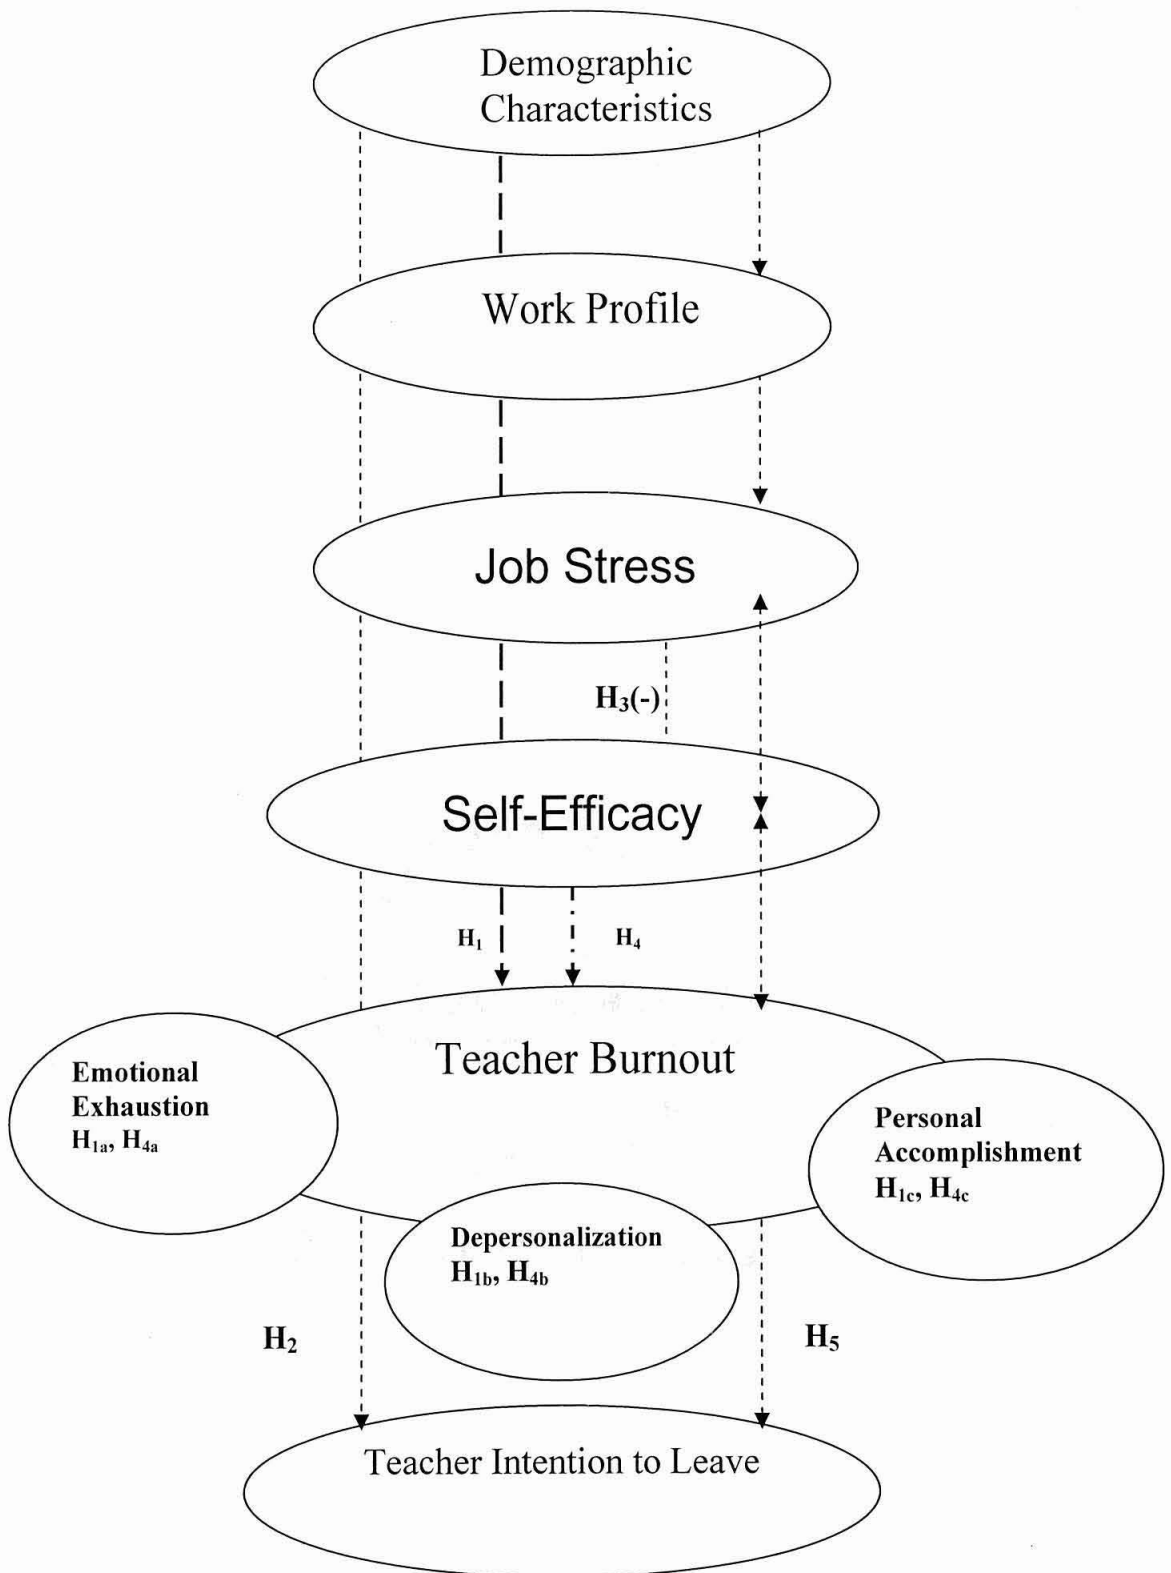 Demographic
Characteristics
Work Profile
Job Stress
H₃(-)
Self-Efficacy
H₁
H₄
Teacher Burnout
Emotional
Exhaustion
H₁ₐ, H₄ₐ
Personal
Accomplishment
H₁c, H₄c
Depersonalization
H₁b, H₄b
H₂
H₅
Teacher Intention to Leave